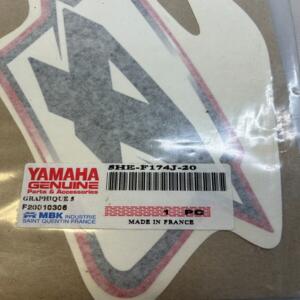 YAMAHA
GENUINE
Parts & Accessories
5HE-F174J-20
GRAPHIQUE 5
F20010306
1 PC
MBK INDUSTRIE
SAINT QUENTIN FRANCE
MADE IN FRANCE